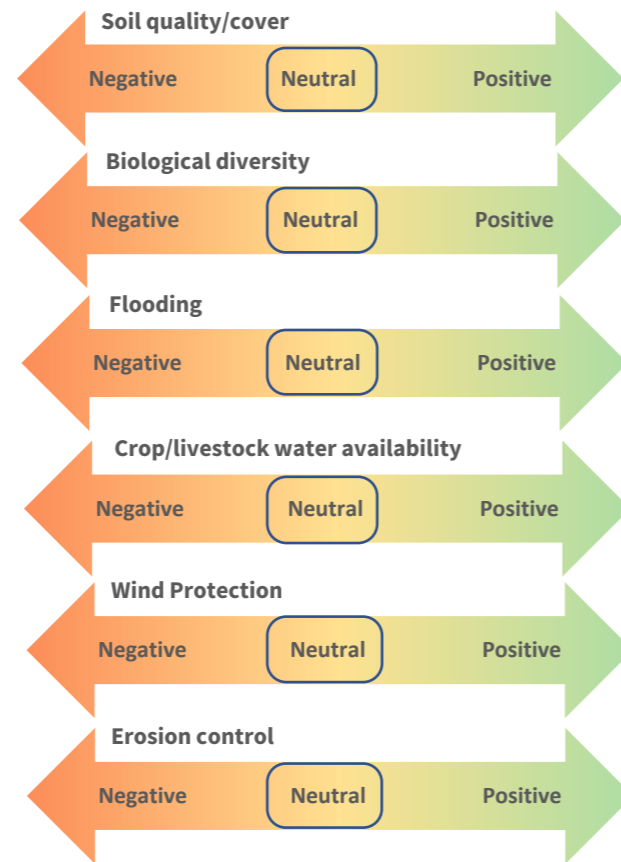 Soil quality/cover
Negative Neutral Positive
Biological diversity
Negative Neutral Positive
Flooding
Negative Neutral Positive
Crop/livestock water availability
Negative Neutral Positive
Wind Protection
Negative Neutral Positive
Erosion control
Negative Neutral Positive